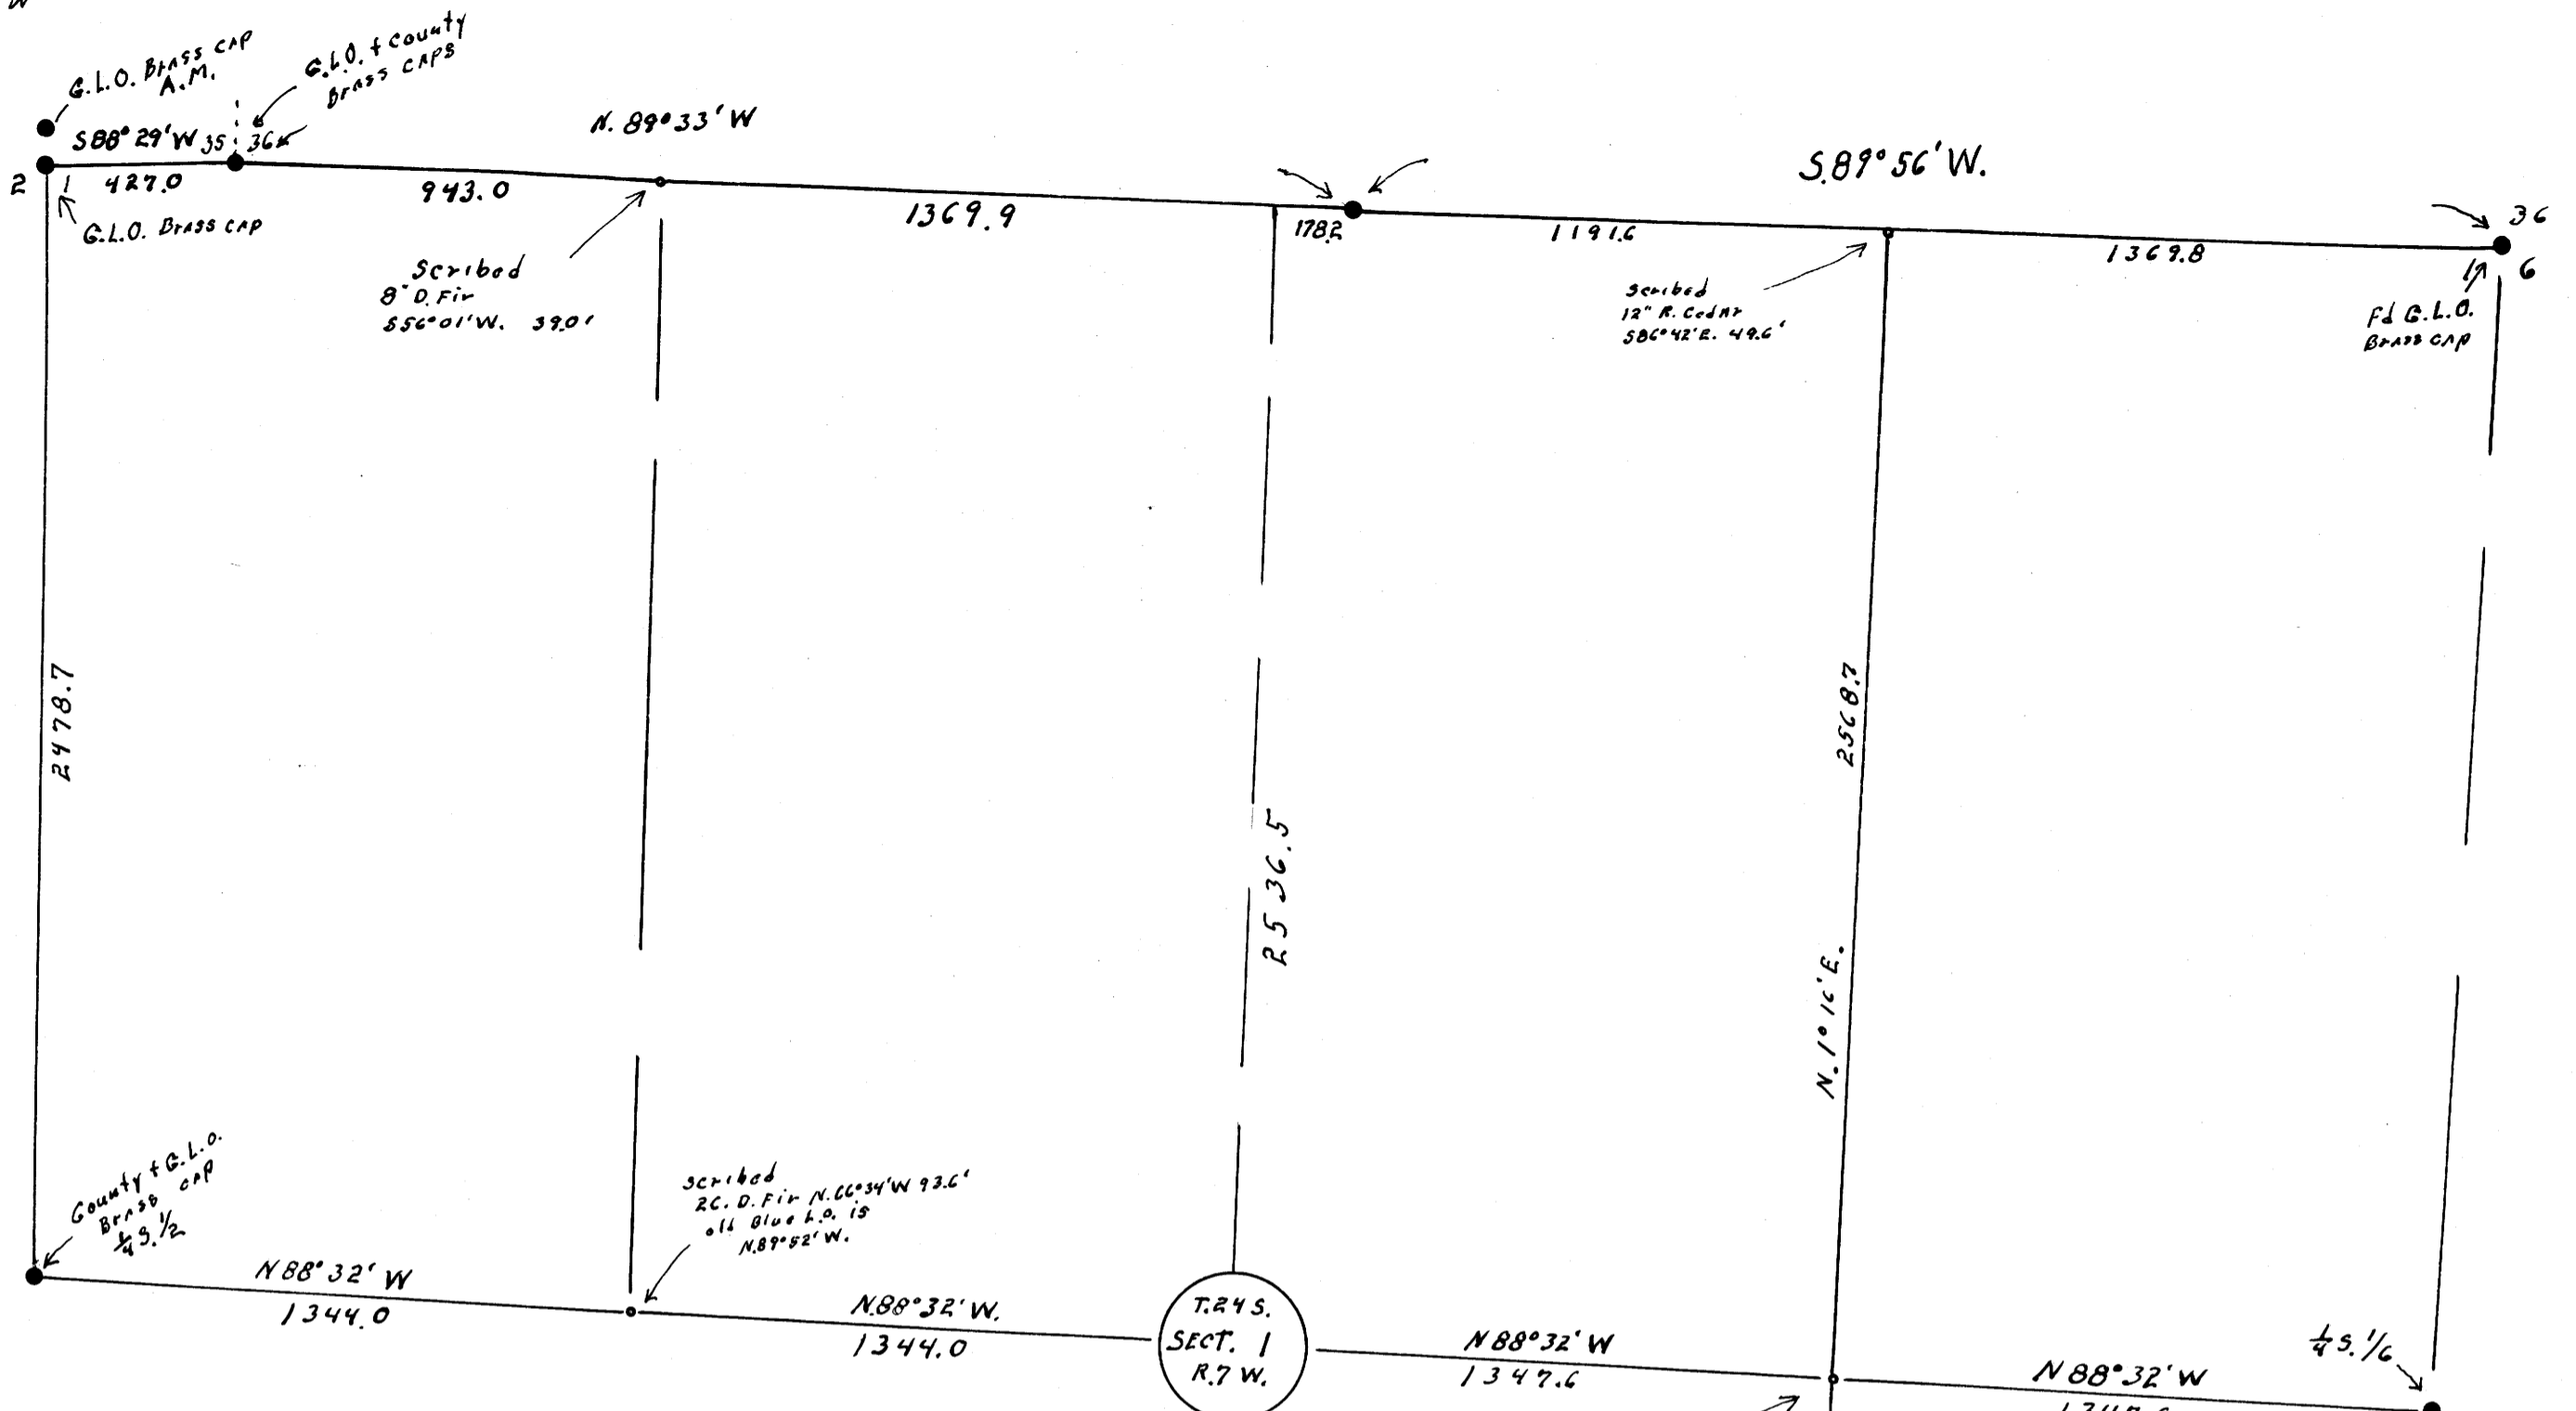 W
G.L.O. Brass CAP
A.M.
G.L.O. + County
Brass CAPS
S88°29'W
35
36
N. 89°33'W
S.89°56'W.
2
1
427.0
943.0
1369.9
178.2
1191.6
1369.8
36
1
6
G.L.O. Brass CAP
Scribed
8" D. Fir
S56°01'W. 39.0'
Scribed
12" R. Cedar
S86°42'E. 49.6'
Fd G.L.O.
Brass CAP
2478.7
2536.5
2568.7
N. 1°16'E.
County + G.L.O.
Brass CAP
1/4 S. 1/2
scribed
26. D. Fir N.66°34'W 93.6'
old Blue L.O. is
N.89°52'W.
N88°32'W
1344.0
N.88°32'W.
1344.0
T.24 S.
SECT. 1
R.7 W.
N88°32'W
1347.6
1/4 S. 1/6
N88°32'W